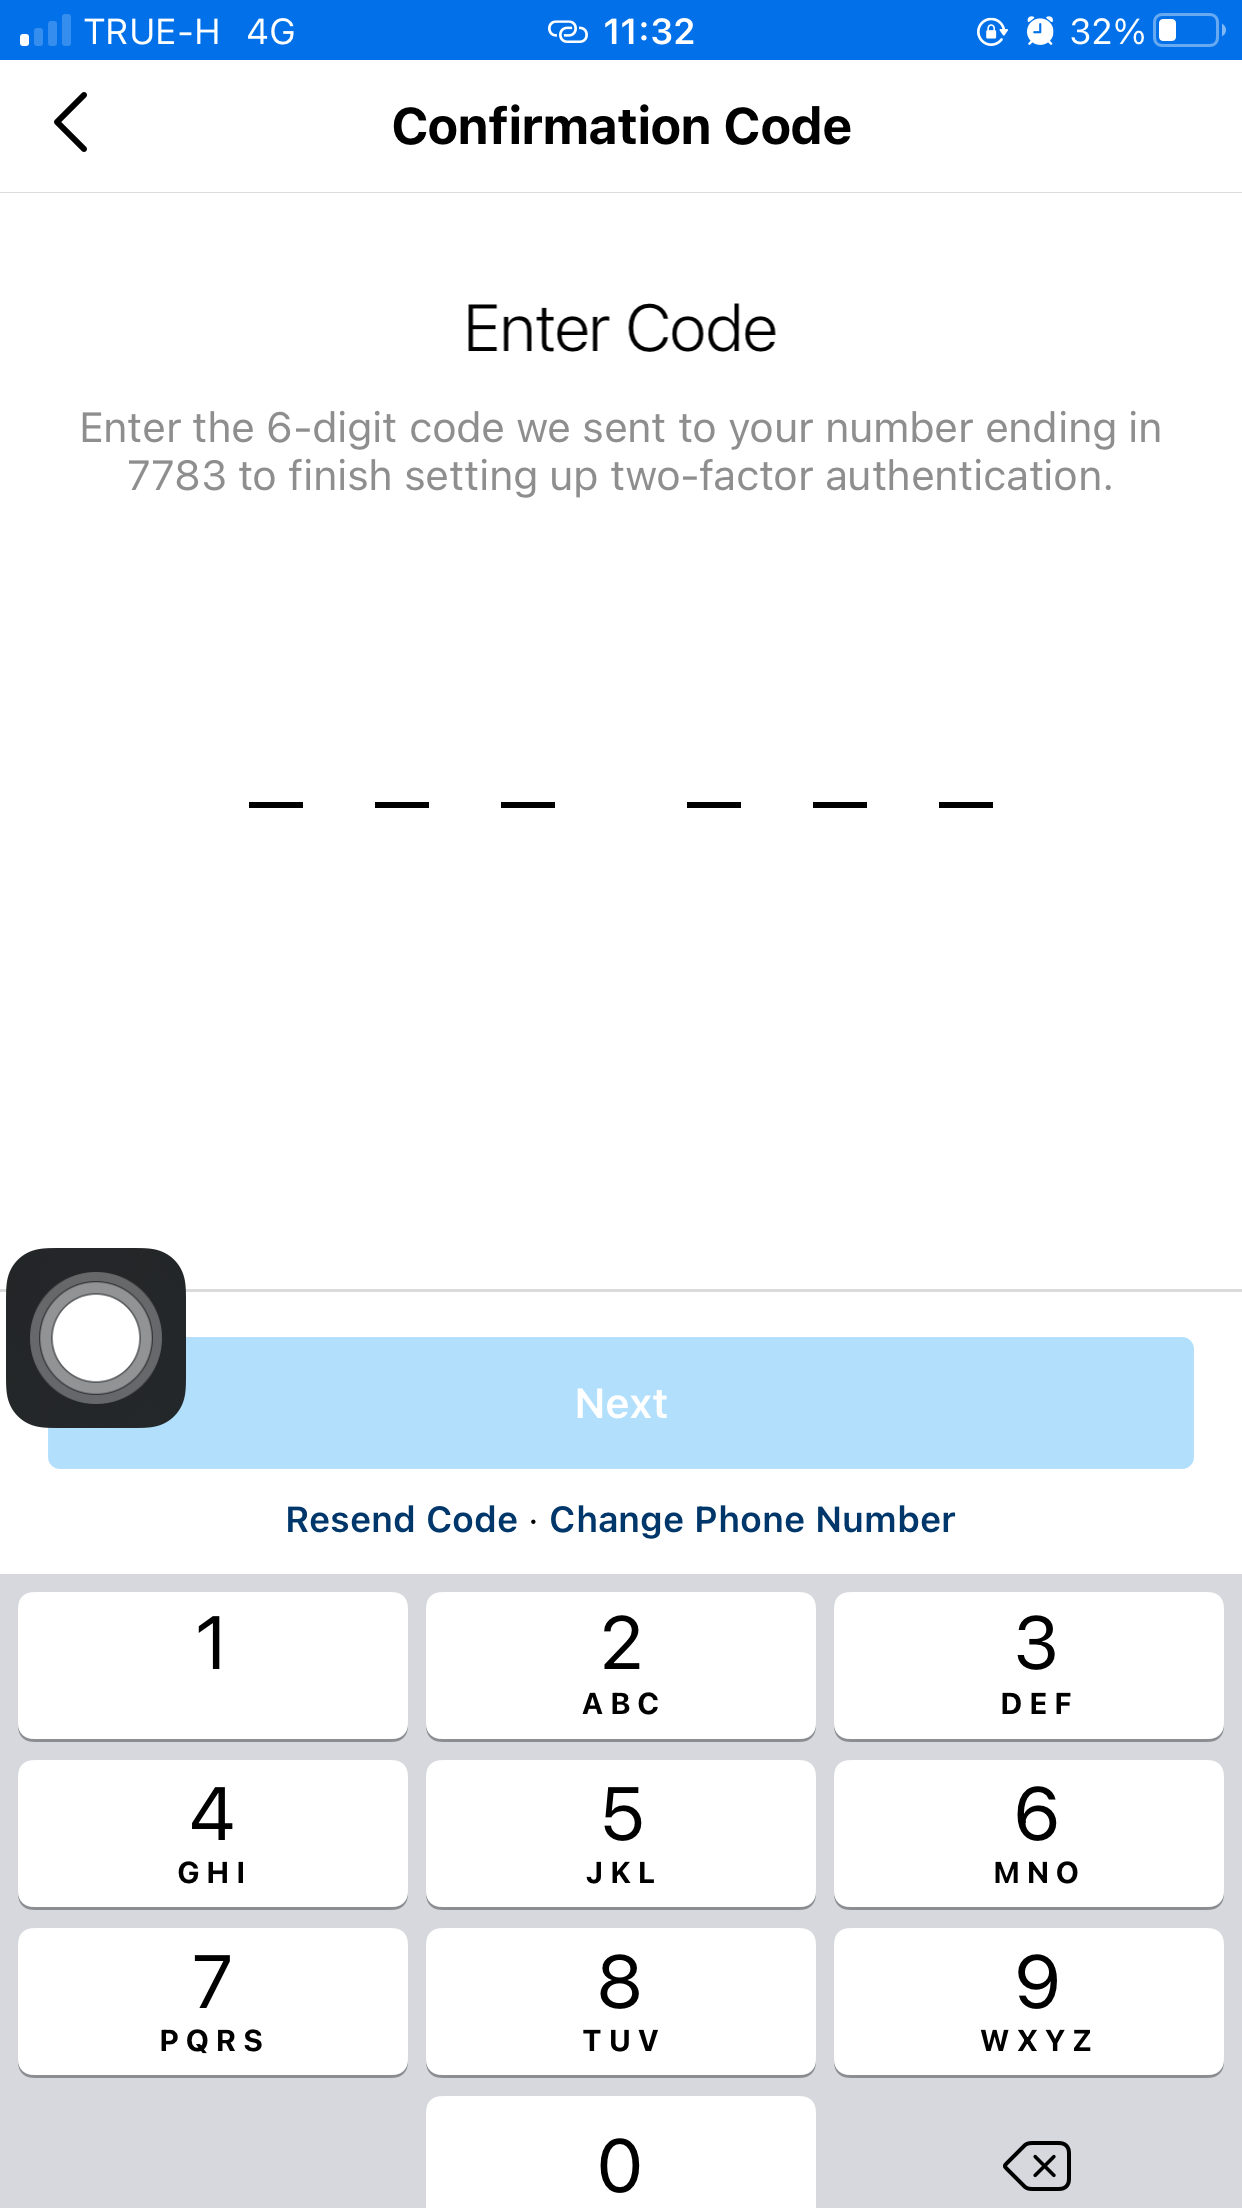 TRUE-H 4G 11:32 32%
Confirmation Code
Enter Code
Enter the 6-digit code we sent to your number ending in
7783 to finish setting up two-factor authentication.
Next
Resend Code · Change Phone Number
1 2 3
ABC DEF
4 5 6
GHI JKL MNO
7 8 9
PQRS TUV WXYZ
0